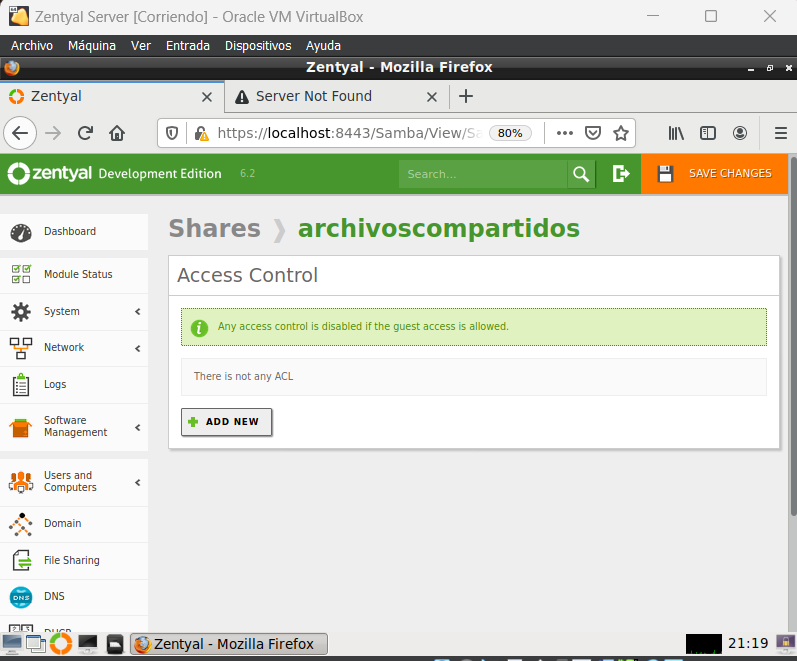 Zentyal Server [Corriendo] - Oracle VM VirtualBox
Archivo Máquina Ver Entrada Dispositivos Ayuda
Zentyal - Mozilla Firefox
Zentyal
Server Not Found
https://localhost:8443/Samba/View/Sa
80%
zentyal Development Edition 6.2
Search...
SAVE CHANGES
Dashboard
Module Status
System
Network
Logs
Software
Management
Users and
Computers
Domain
File Sharing
DNS
DHCP
Shares
archivoscompartidos
Access Control
Any access control is disabled if the guest access is allowed.
There is not any ACL
ADD NEW
Zentyal - Mozilla Firefox
21:19